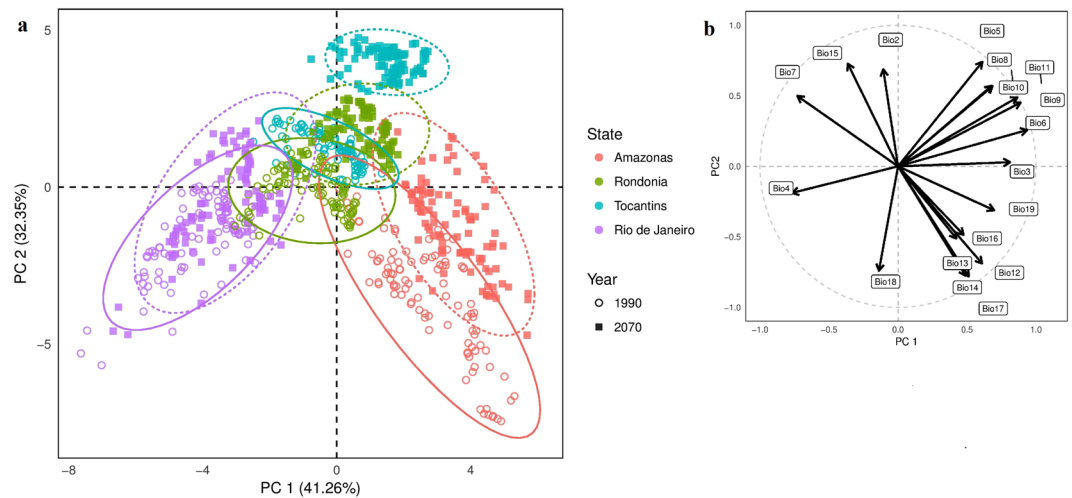 a
5
0
−5
−8
−4
0
4
PC 1 (41.26%)
PC 2 (32.35%)
State
Amazonas
Rondonia
Tocantins
Rio de Janeiro
Year
1990
2070
b
1.0
0.5
0.0
−0.5
−1.0
−1.0
−0.5
0.0
0.5
1.0
PC 1
PC2
Bio5
Bio2
Bio15
Bio8
Bio11
Bio7
Bio10
Bio9
Bio6
Bio3
Bio4
Bio19
Bio16
Bio13
Bio12
Bio18
Bio14
Bio17